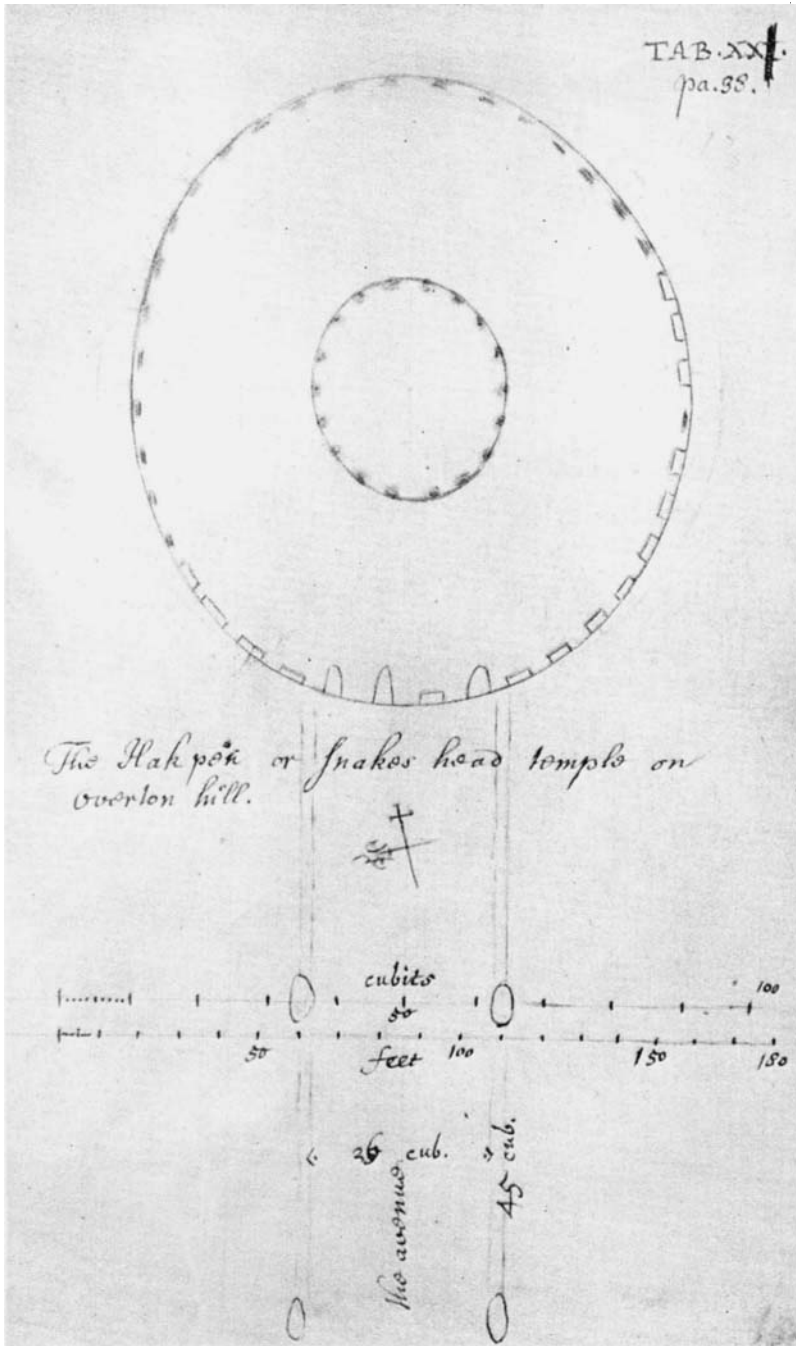 TAB.XXI.
pa.38.
The Hakpen or Snakes head temple on
overton hill.
cubits
50
100
50
feet
100
150
180
26 cub.
45 cub.
the avenue